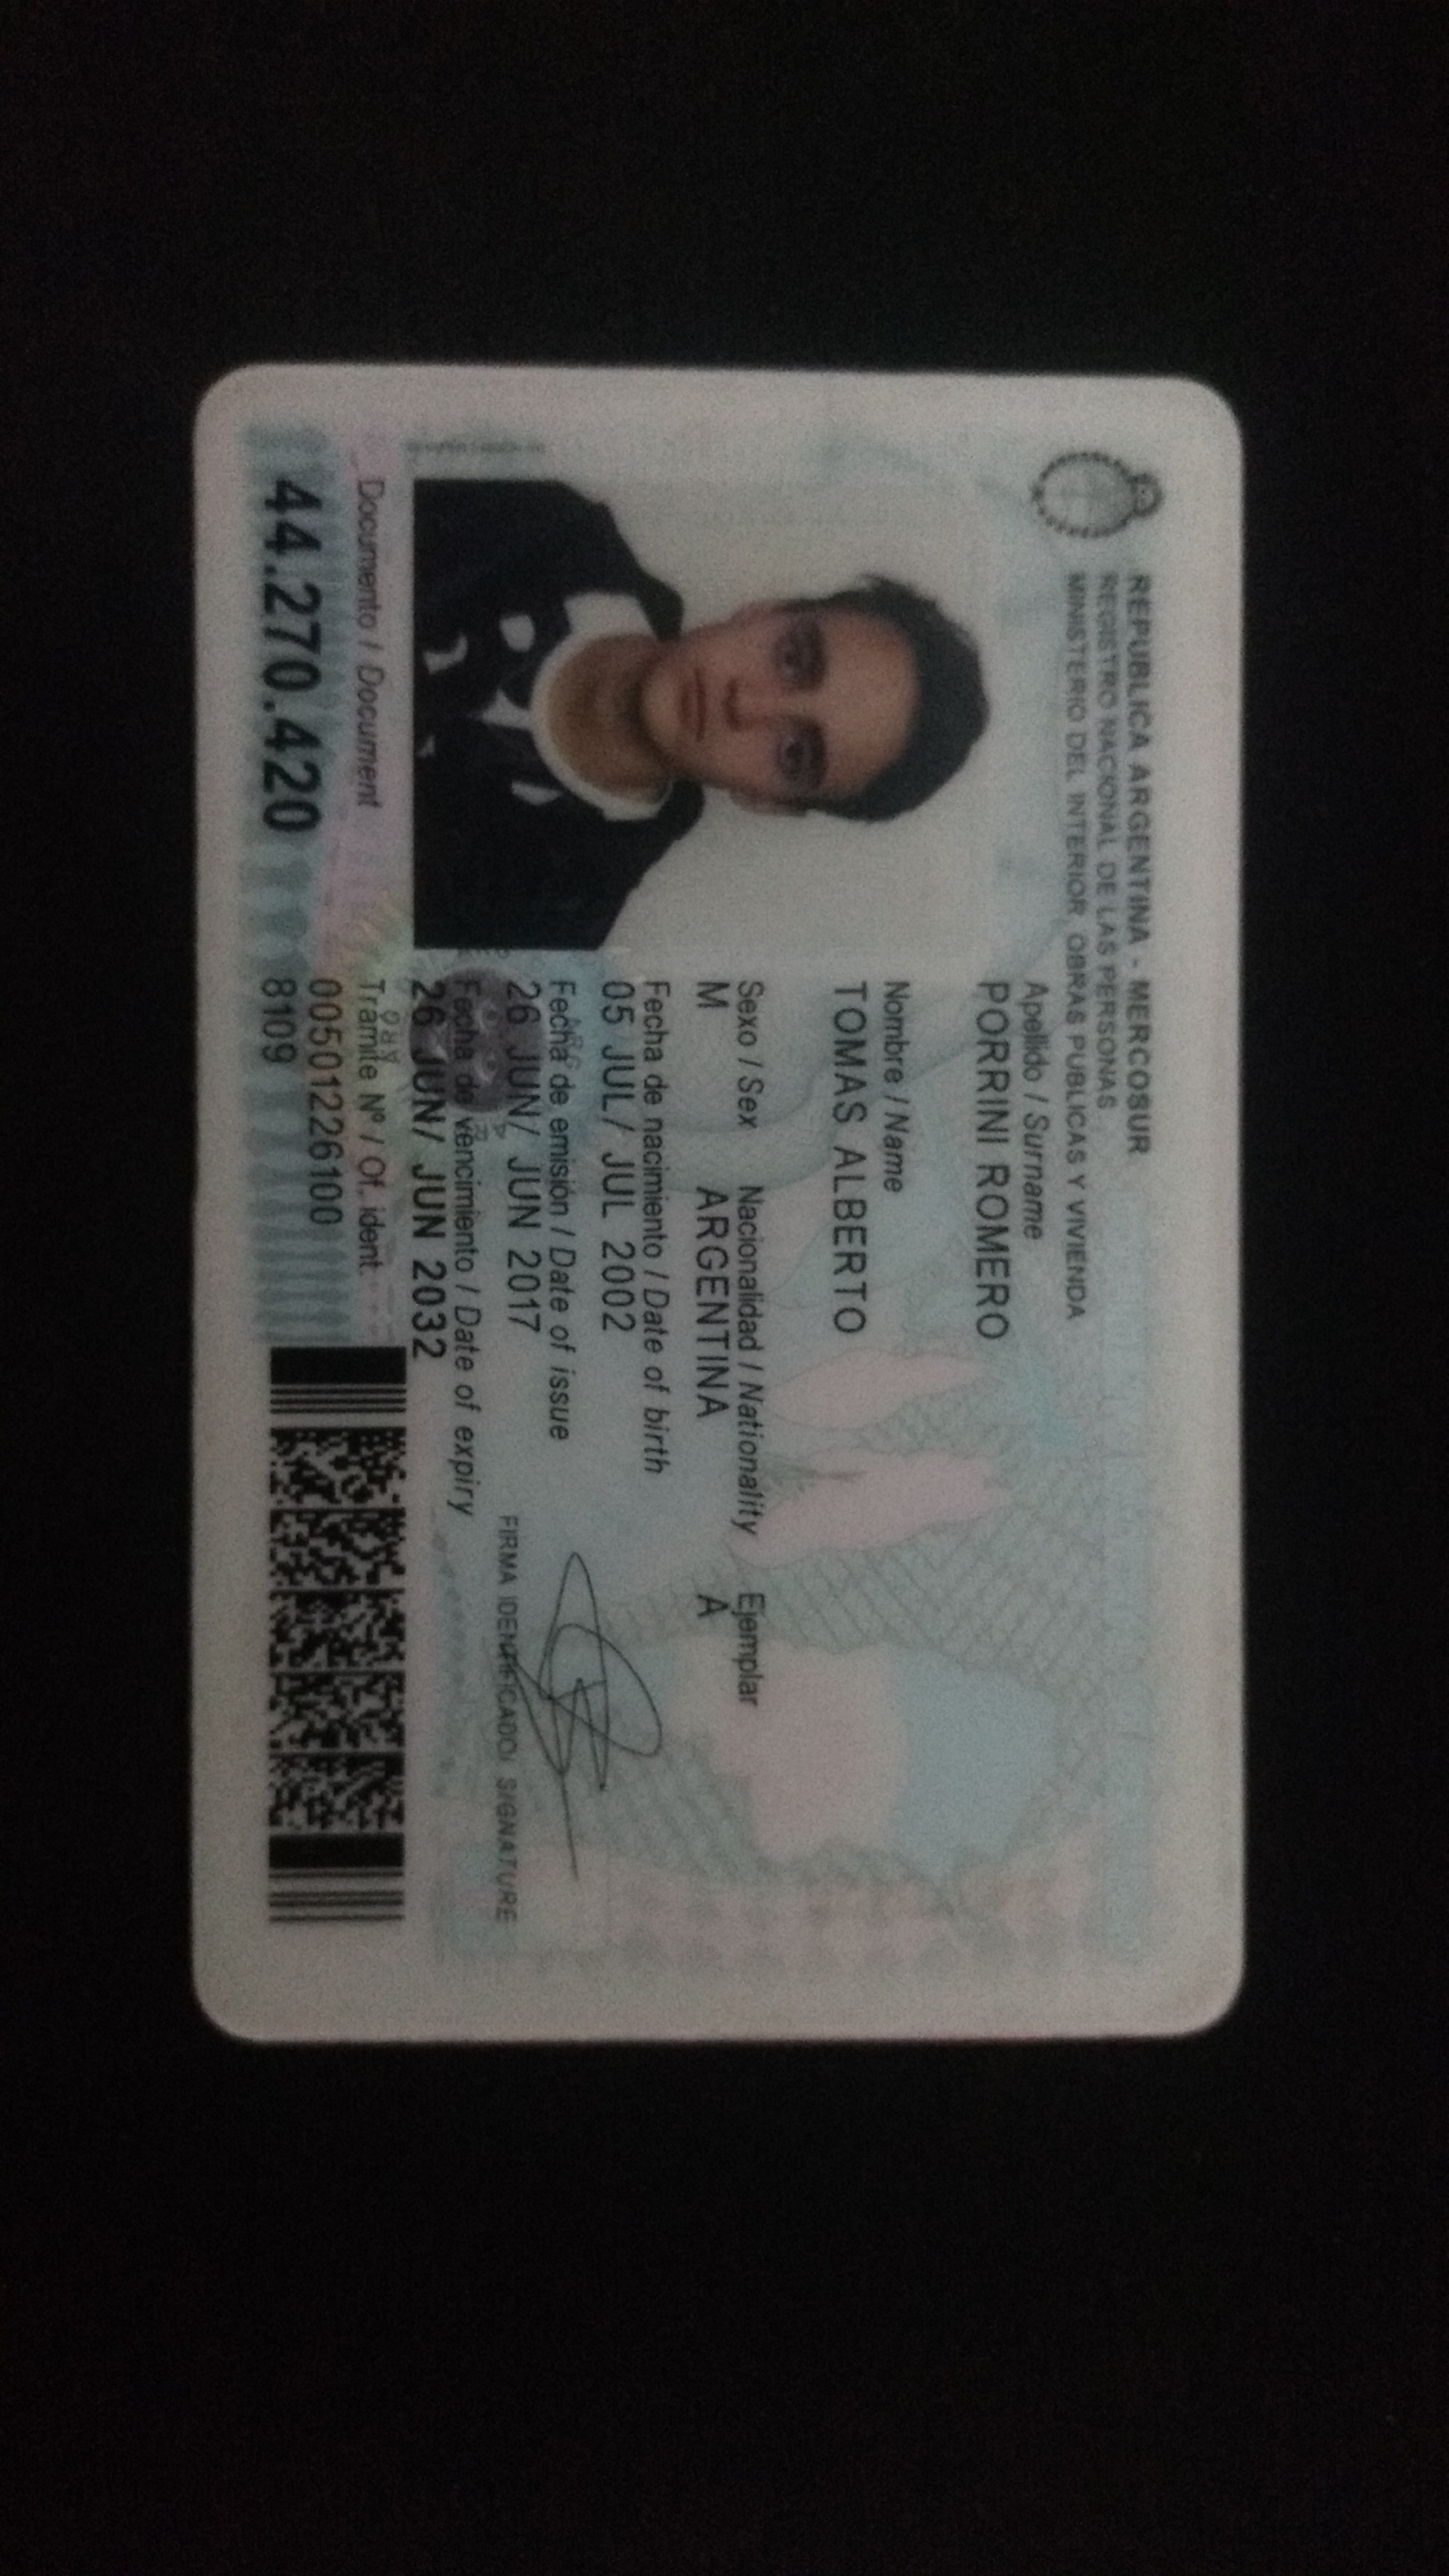 REPUBLICA ARGENTINA - MERCOSUR
REGISTRO NACIONAL DE LAS PERSONAS
MINISTERIO DEL INTERIOR, OBRAS PUBLICAS Y VIVIENDA
Apellido / Surname
PORRINI ROMERO
Nombre / Name
TOMAS ALBERTO
Sexo / Sex Nacionalidad / Nationality Ejemplar
M ARGENTINA A
Fecha de nacimiento / Date of birth
05 JUL/ JUL 2002
Fecha de emisión / Date of issue
26 JUN/ JUN 2017
FIRMA IDENTIFICADO/ SIGNATURE
Fecha de vencimiento / Date of expiry
26 JUN/ JUN 2032
Documento / Document
44.270.420
Tramite Nº / Of. ident.
00501226100
8109